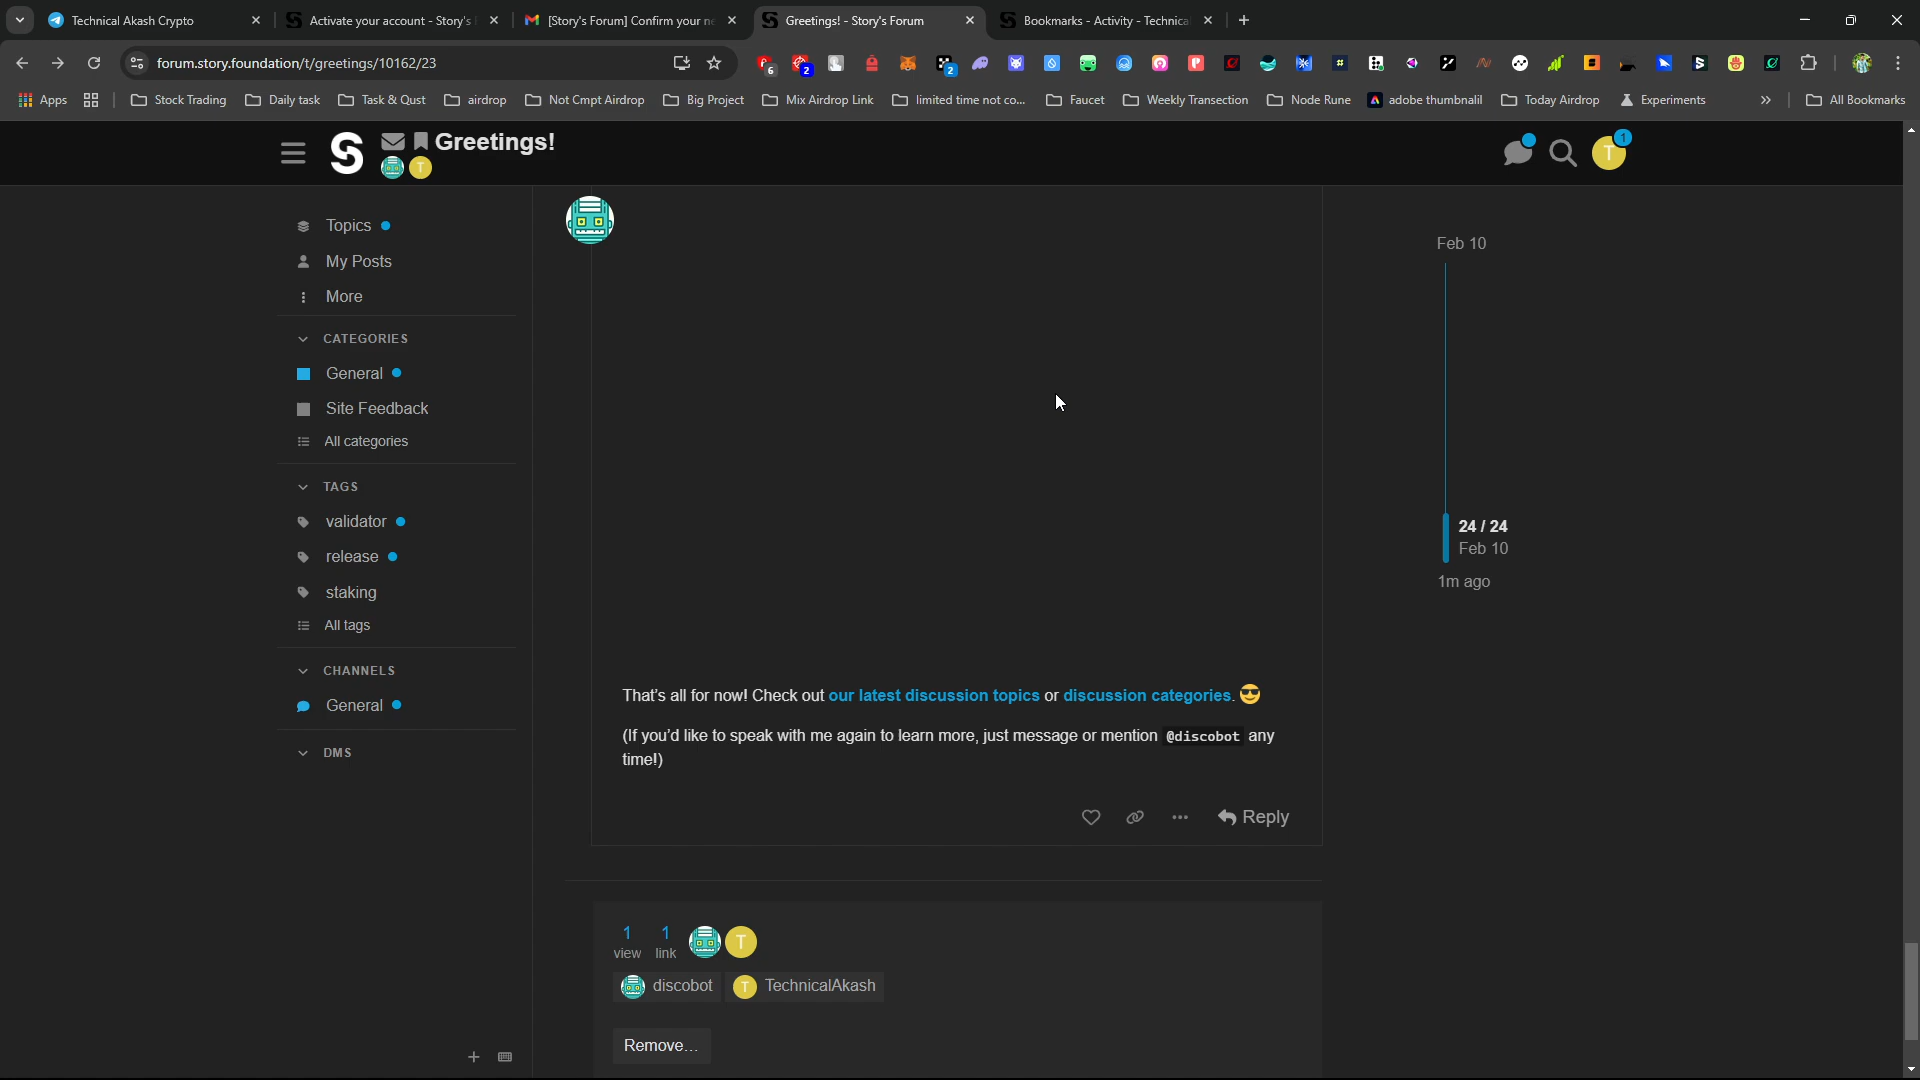 Technical Akash Crypto
Activate your account - Story's
[Story's Forum] Confirm your
Greetings! - Story's Forum
Bookmarks - Activity - Technica
forum.story.foundation/t/greetings/10162/23
6
2
2
Apps
Stock Trading
Daily task
Task & Qust
airdrop
Not Cmpt Airdrop
Big Project
Mix Airdrop Link
limited time not co...
Faucet
Weekly Transection
Node Rune
adobe thumbnalil
Today Airdrop
Experiments
All Bookmarks
Greetings!
T
T
1
Topics
My Posts
More
CATEGORIES
General
Site Feedback
All categories
TAGS
validator
release
staking
All tags
CHANNELS
General
DMS
Feb 10
24 / 24
Feb 10
1m ago
That's all for now! Check out our latest discussion topics or discussion categories.
(If you'd like to speak with me again to learn more, just message or mention @discobot any
time!)
Reply
1 view
1 link
T
discobot
T TechnicalAkash
Remove...